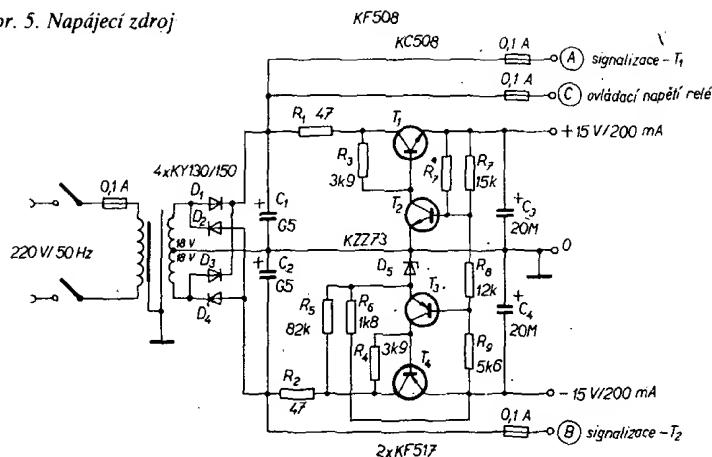 or. 5. Napájecí zdroj
KF508
KC508
0,1 A
A
signalizace - T1
0,1 A
C
ovládací napětí relé
R1
47
T1
+15 V/200 mA
4xKY130/150
R3
3k9
R7*
R7
15k
0,1 A
D1
D2
+
C1
G5
T2
+
C3
20M
220 V/50 Hz
18 V
18 V
KZZ73
0
D3
D4
+
C2
G5
D5
R8
12k
T3
+
C4
20M
R5
82k
R6
1k8
R4
3k9
R9
5k6
T4
R2
47
-15 V/200 mA
0,1 A
B
signalizace - T2
2xKF517